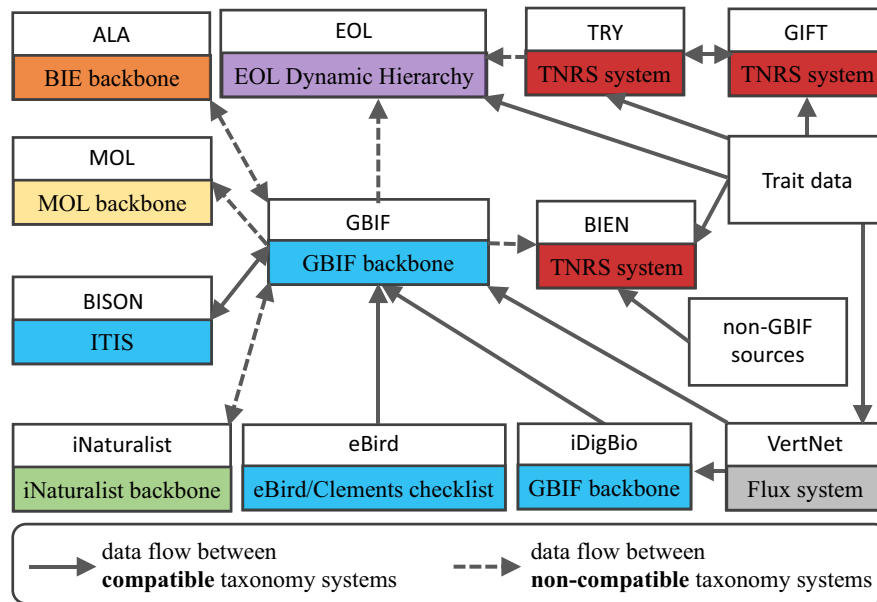 ALA
BIE backbone
EOL
EOL Dynamic Hierarchy
TRY
TNRS system
GIFT
TNRS system
MOL
MOL backbone
Trait data
GBIF
GBIF backbone
BIEN
TNRS system
BISON
ITIS
non-GBIF
sources
iNaturalist
iNaturalist backbone
eBird
eBird/Clements checklist
iDigBio
GBIF backbone
VertNet
Flux system
data flow between
compatible taxonomy systems
data flow between
non-compatible taxonomy systems